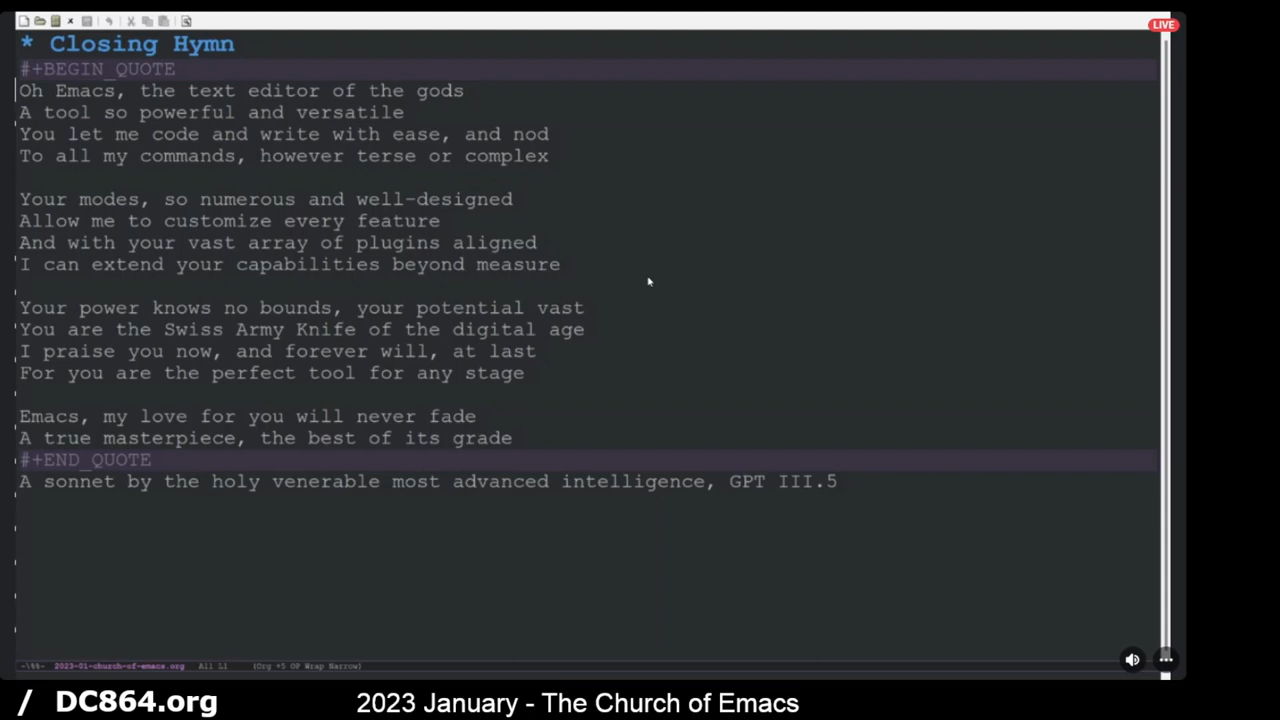 LIVE
* Closing Hymn
#+BEGIN_QUOTE
Oh Emacs, the text editor of the gods
A tool so powerful and versatile
You let me code and write with ease, and nod
To all my commands, however terse or complex
Your modes, so numerous and well-designed
Allow me to customize every feature
And with your vast array of plugins aligned
I can extend your capabilities beyond measure
Your power knows no bounds, your potential vast
You are the Swiss Army Knife of the digital age
I praise you now, and forever will, at last
For you are the perfect tool for any stage
Emacs, my love for you will never fade
A true masterpiece, the best of its grade
#+END_QUOTE
A sonnet by the holy venerable most advanced intelligence, GPT III.5
-\%%- 2023-01-church-of-emacs.org All L1 (Org +5 OP Wrap Narrow)
/ DC864.org 2023 January - The Church of Emacs